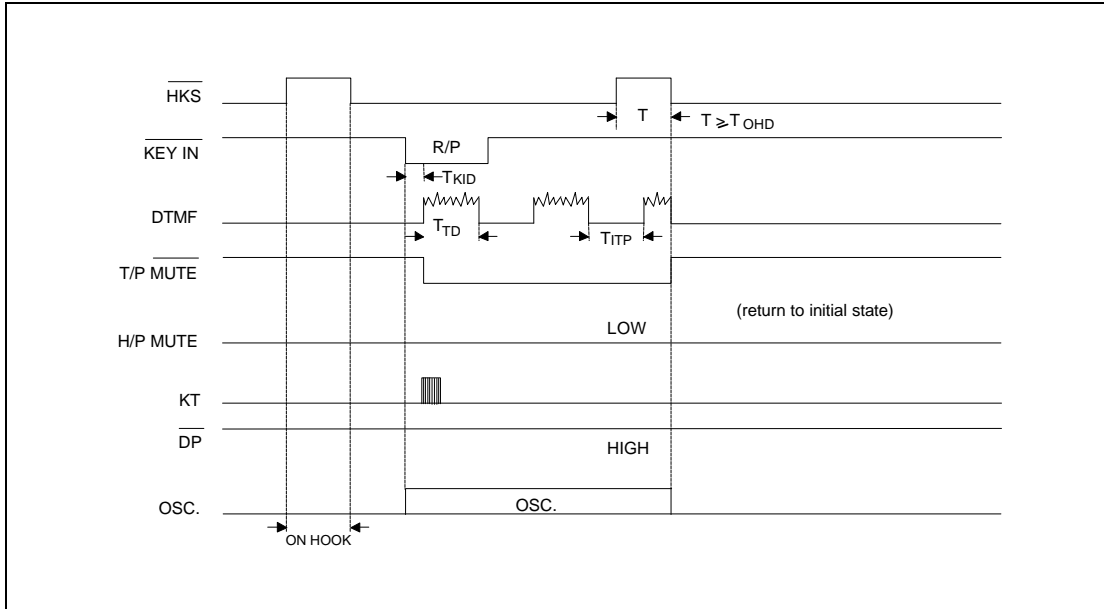 HKS
T
T ≥ TOHD
KEY IN
R/P
TKID
DTMF
TTD
TITP
T/P MUTE
(return to initial state)
LOW
H/P MUTE
KT
DP
HIGH
OSC.
OSC.
ON HOOK